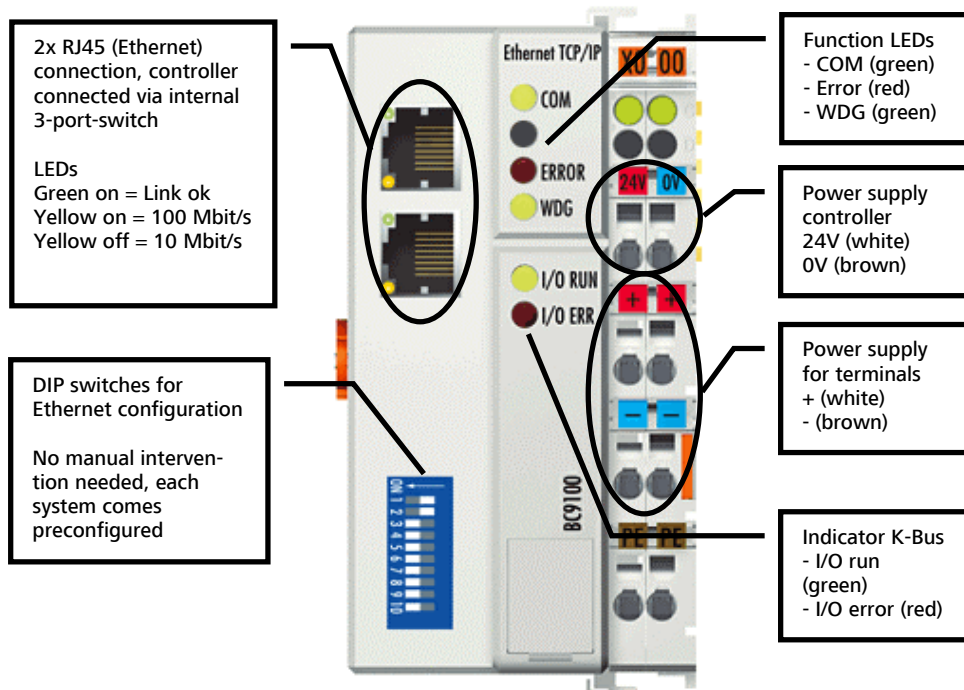 2x RJ45 (Ethernet)
connection, controller
connected via internal
3-port-switch
LEDs
Green on = Link ok
Yellow on = 100 Mbit/s
Yellow off = 10 Mbit/s
DIP switches for
Ethernet configuration
No manual interven-
tion needed, each
system comes
preconfigured
Ethernet TCP/IP
COM
ERROR
WDG
I/O RUN
I/O ERR
BC9100
ON
1
2
3
4
5
6
7
8
9
10
X0 00
24V 0V
+ +
− −
PE PE
Function LEDs
- COM (green)
- Error (red)
- WDG (green)
Power supply
controller
24V (white)
0V (brown)
Power supply
for terminals
+ (white)
- (brown)
Indicator K-Bus
- I/O run
(green)
- I/O error (red)